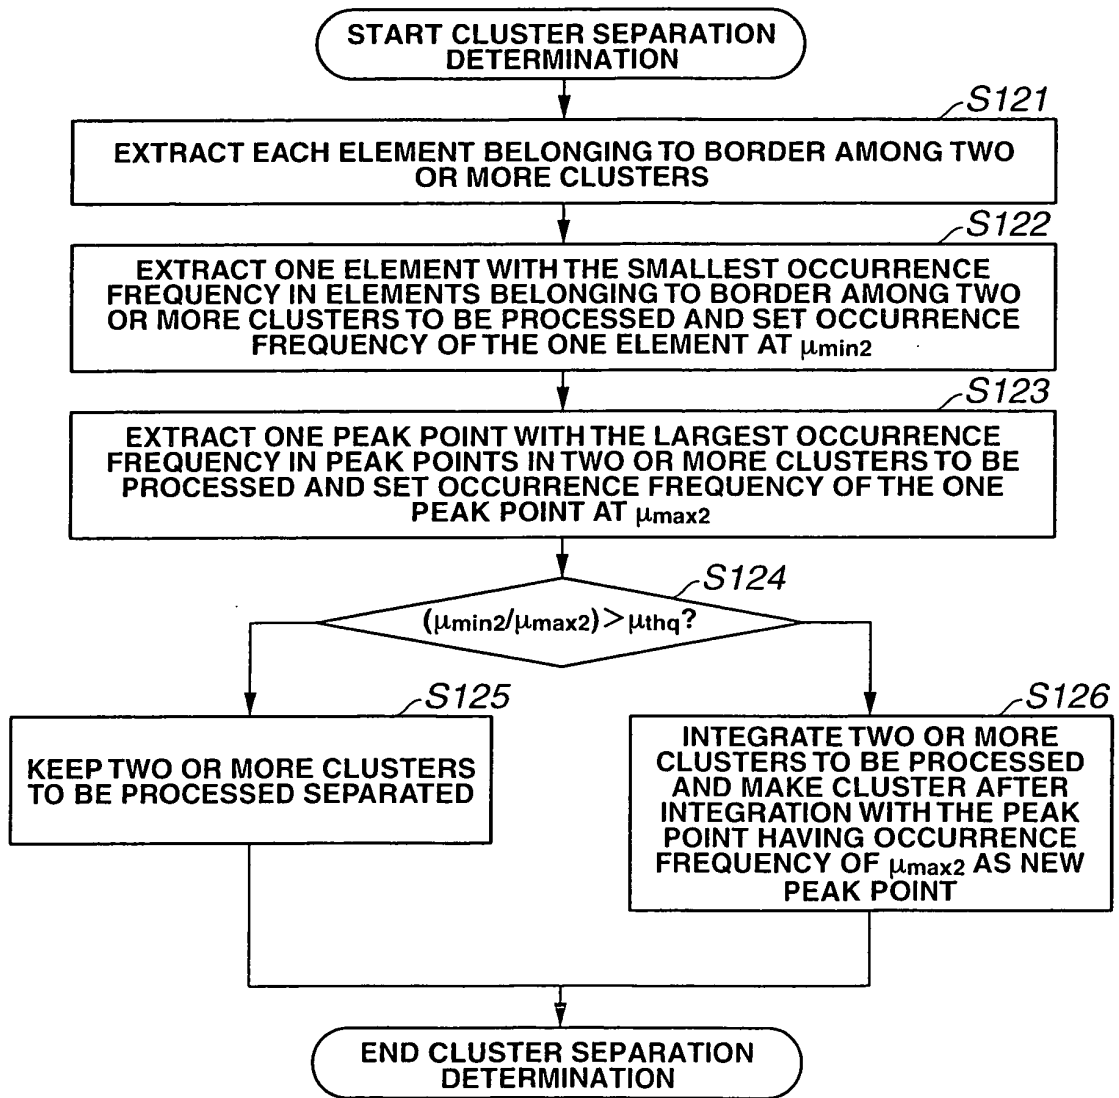 START CLUSTER SEPARATION
DETERMINATION
S121
EXTRACT EACH ELEMENT BELONGING TO BORDER AMONG TWO
OR MORE CLUSTERS
S122
EXTRACT ONE ELEMENT WITH THE SMALLEST OCCURRENCE
FREQUENCY IN ELEMENTS BELONGING TO BORDER AMONG TWO
OR MORE CLUSTERS TO BE PROCESSED AND SET OCCURRENCE
FREQUENCY OF THE ONE ELEMENT AT μmin2
S123
EXTRACT ONE PEAK POINT WITH THE LARGEST OCCURRENCE
FREQUENCY IN PEAK POINTS IN TWO OR MORE CLUSTERS TO BE
PROCESSED AND SET OCCURRENCE FREQUENCY OF THE ONE
PEAK POINT AT μmax2
S124
(μmin2/μmax2)>μthq?
S125
KEEP TWO OR MORE CLUSTERS
TO BE PROCESSED SEPARATED
S126
INTEGRATE TWO OR MORE
CLUSTERS TO BE PROCESSED
AND MAKE CLUSTER AFTER
INTEGRATION WITH THE PEAK
POINT HAVING OCCURRENCE
FREQUENCY OF μmax2 AS NEW
PEAK POINT
END CLUSTER SEPARATION
DETERMINATION